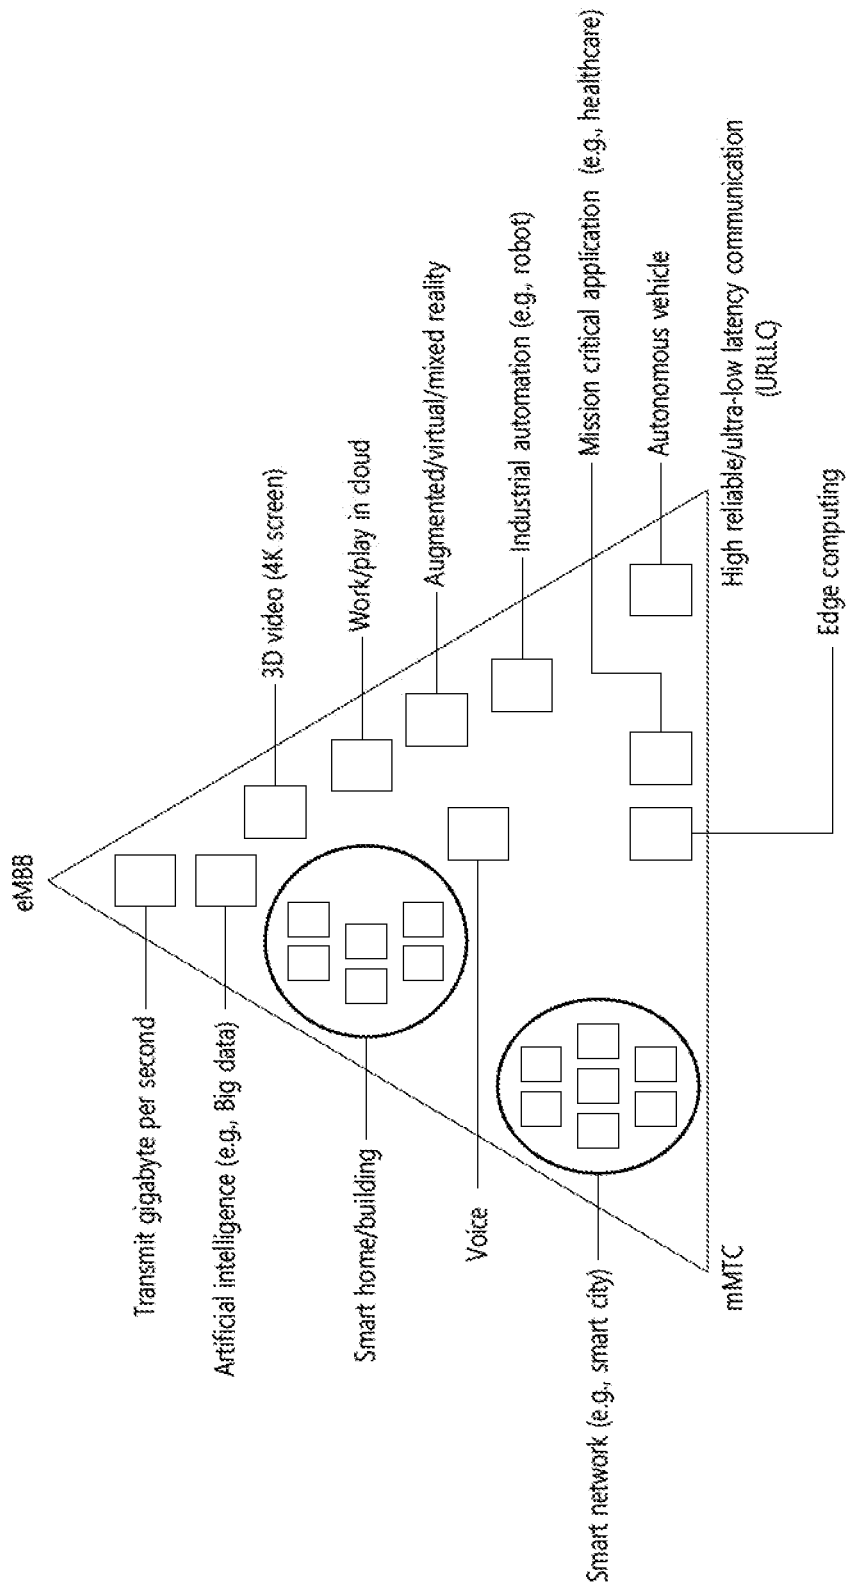 eMBB
Transmit gigabyte per second
Artificial intelligence (e.g., Big data)
3D video (4K screen)
Smart home/building
Work/play in cloud
Augmented/virtual/mixed reality
Voice
Industrial automation (e.g., robot)
Mission critical application (e.g., healthcare)
Smart network (e.g., smart city)
Autonomous vehicle
mMTC
High reliable/ultra-low latency communication
(URLLC)
Edge computing